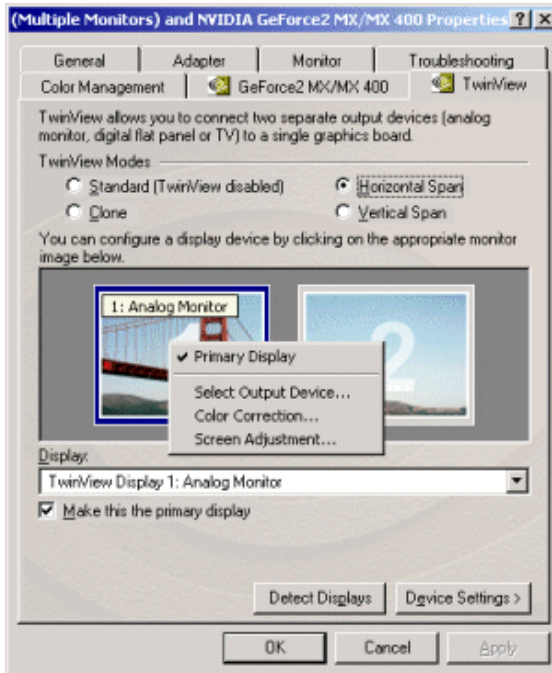 (Multiple Monitors) and NVIDIA GeForce2 MX/MX 400 Properties ? X
General Adapter Monitor Troubleshooting
Color Management GeForce2 MX/MX 400 TwinView
TwinView allows you to connect two separate output devices (analog
monitor, digital flat panel or TV) to a single graphics board.
TwinView Modes
Standard (TwinView disabled) Horizontal Span
Clone Vertical Span
You can configure a display device by clicking on the appropriate monitor
image below.
1: Analog Monitor
2
Primary Display
Select Output Device...
Color Correction...
Screen Adjustment...
Display:
TwinView Display 1: Analog Monitor
Make this the primary display
Detect Displays Device Settings >
OK Cancel Apply